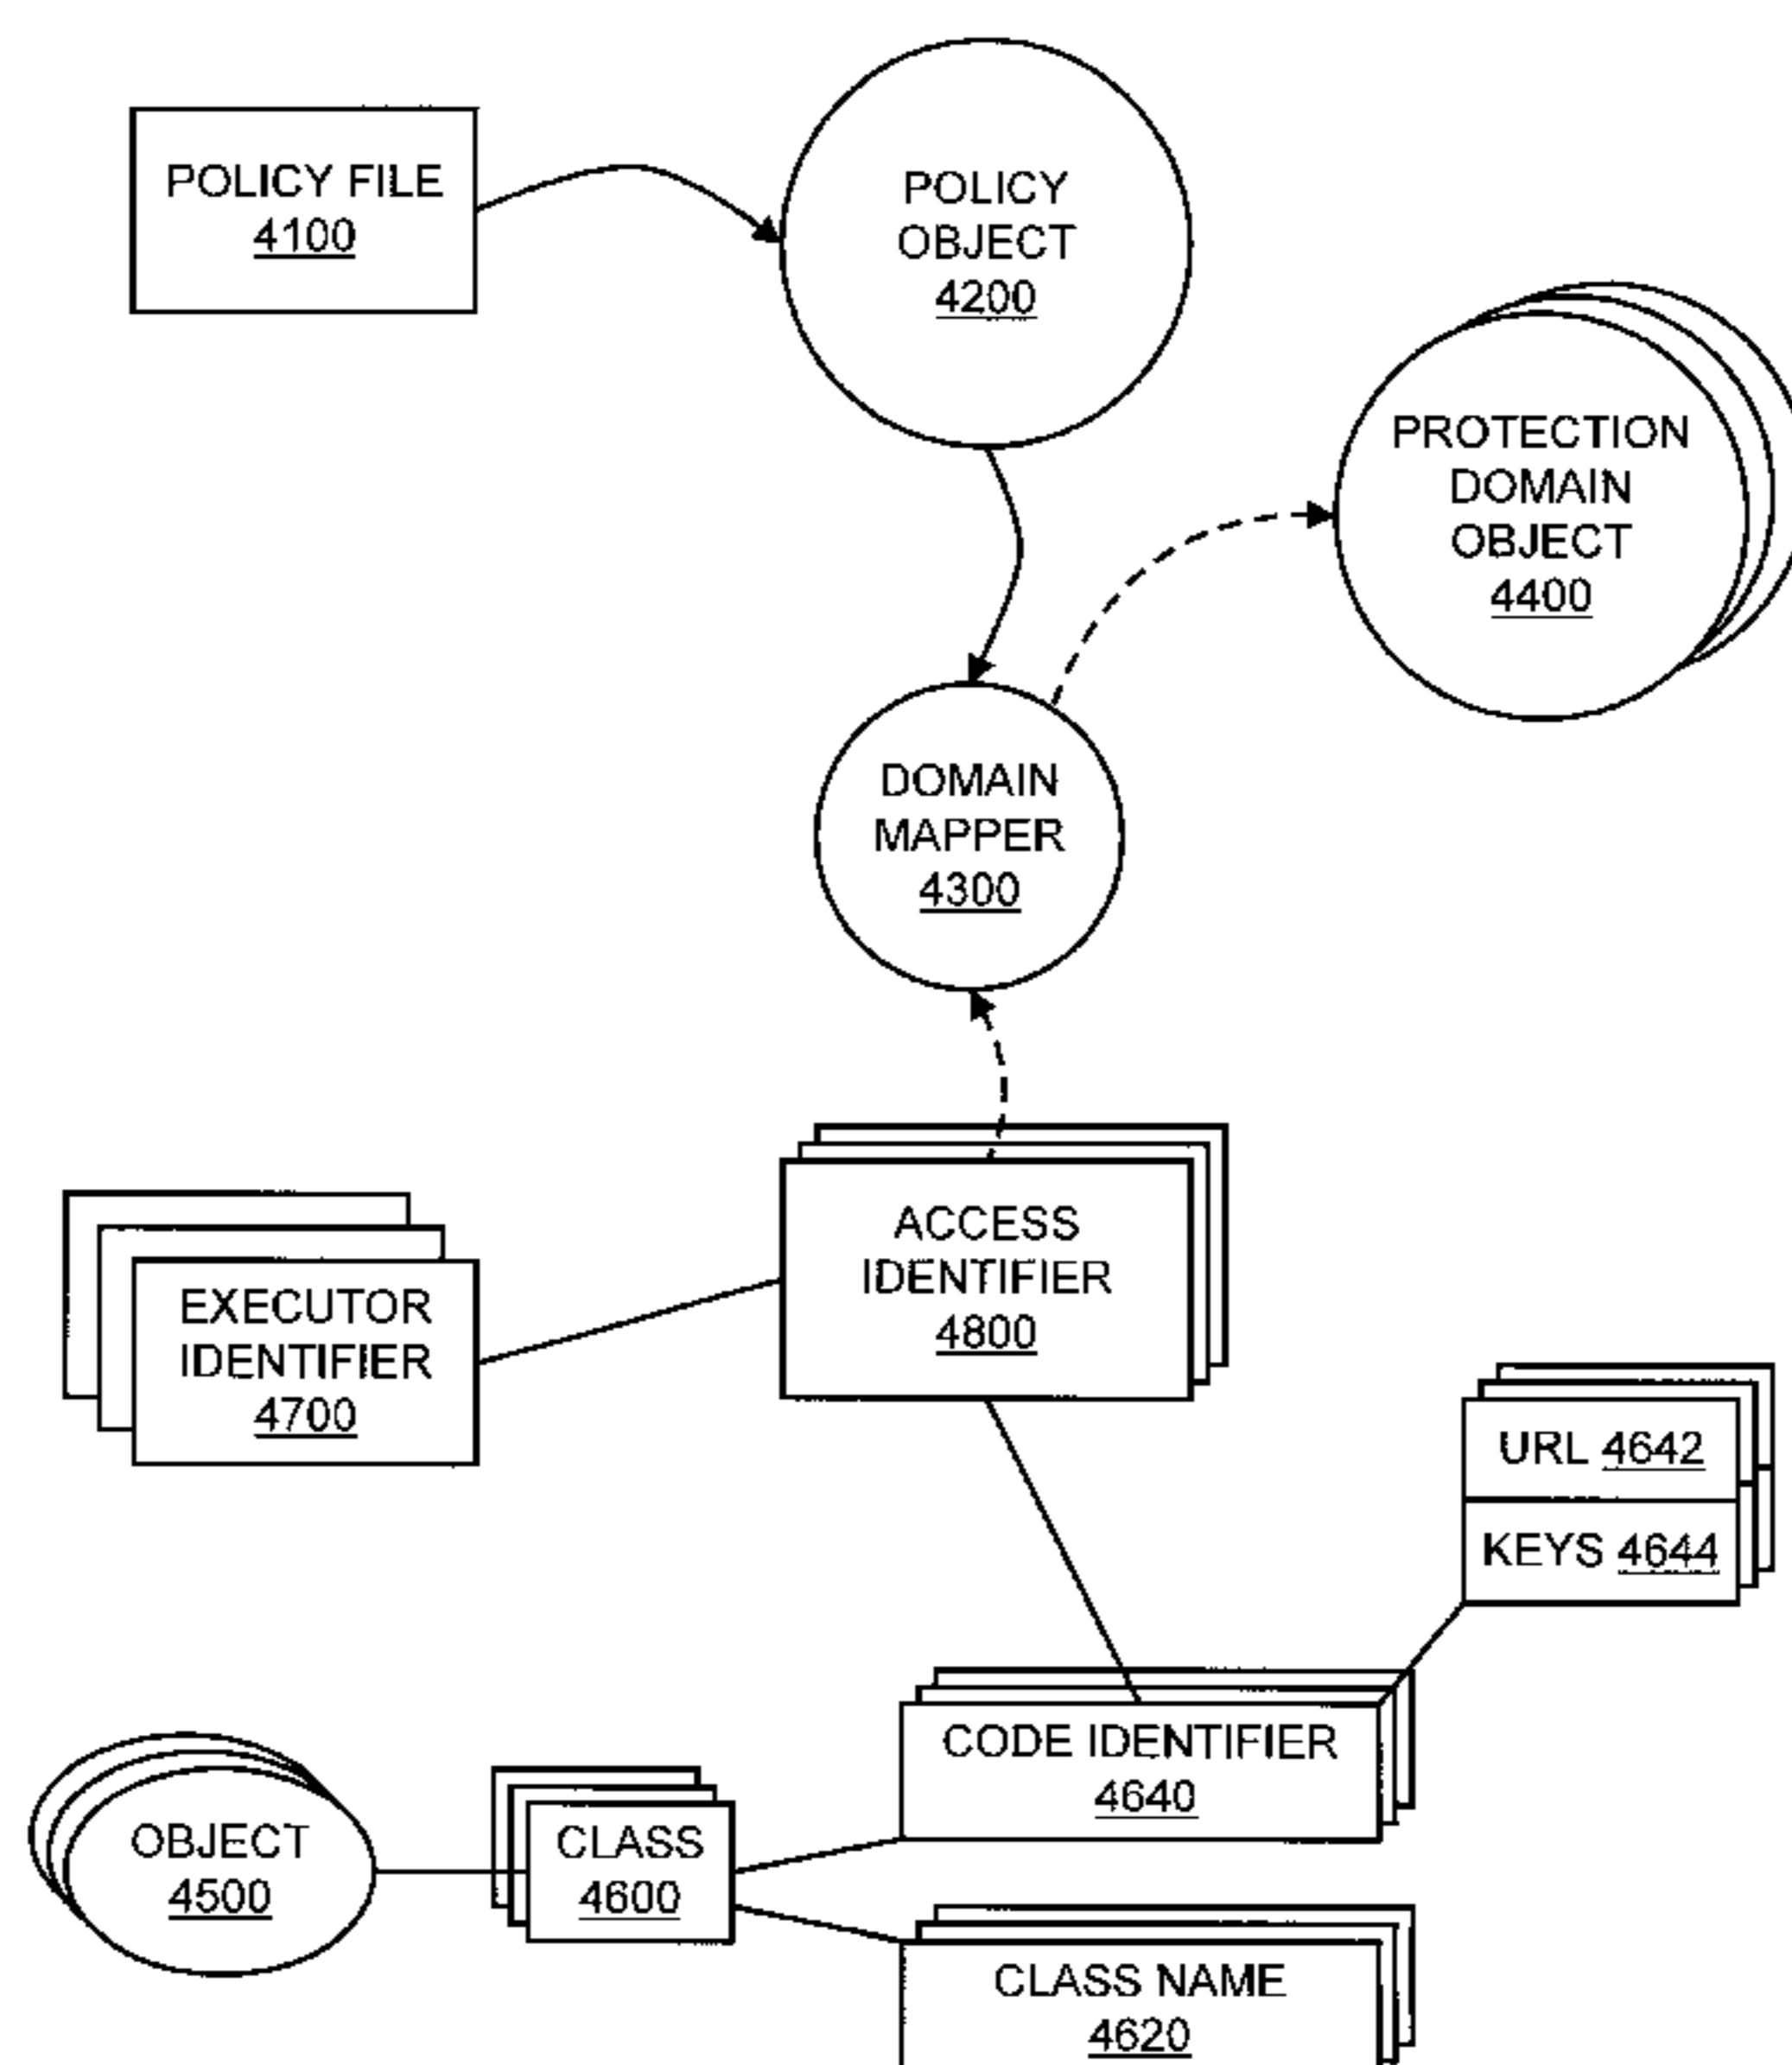 POLICY FILE
4100
POLICY
OBJECT
4200
PROTECTION
DOMAIN
OBJECT
4400
DOMAIN
MAPPER
4300
ACCESS
IDENTIFIER
4800
EXECUTOR
IDENTIFIER
4700
URL 4642
KEYS 4644
CODE IDENTIFIER
4640
OBJECT
4500
CLASS
4600
CLASS NAME
4620